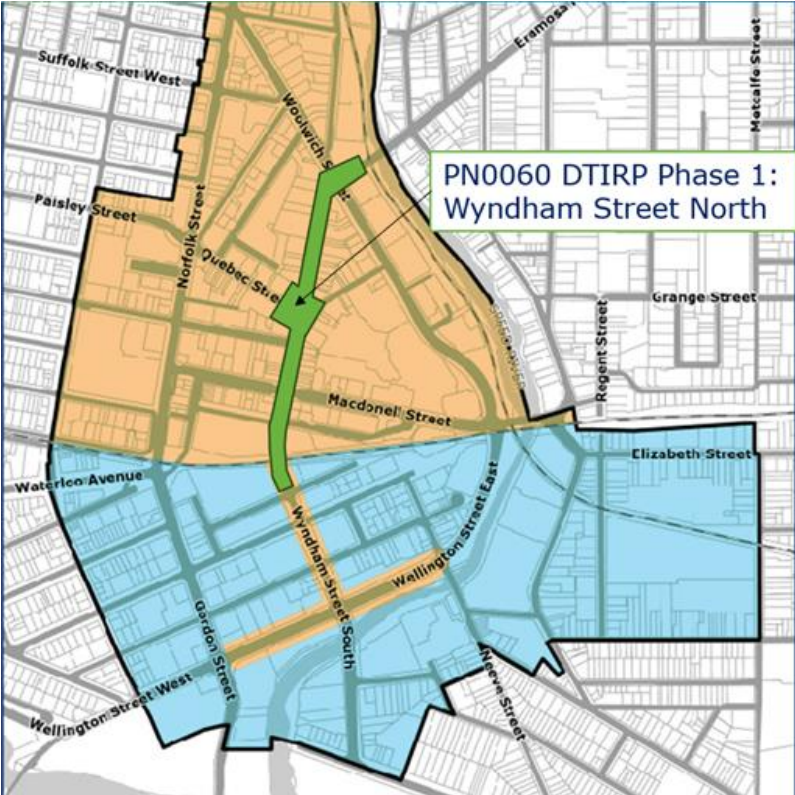 Suffolk Street West
Eramosa
Metcalfe Street
Woolwich Street
PN0060 DTIRP Phase 1:
Wyndham Street North
Paisley Street
Norfolk Street
Quebec Stre
Grange Street
Regent Street
Macdonell Street
Elizabeth Street
Waterloo Avenue
Wyndham Street South
Wellington Street East
Gordon Street
Neeve Street
Wellington Street West